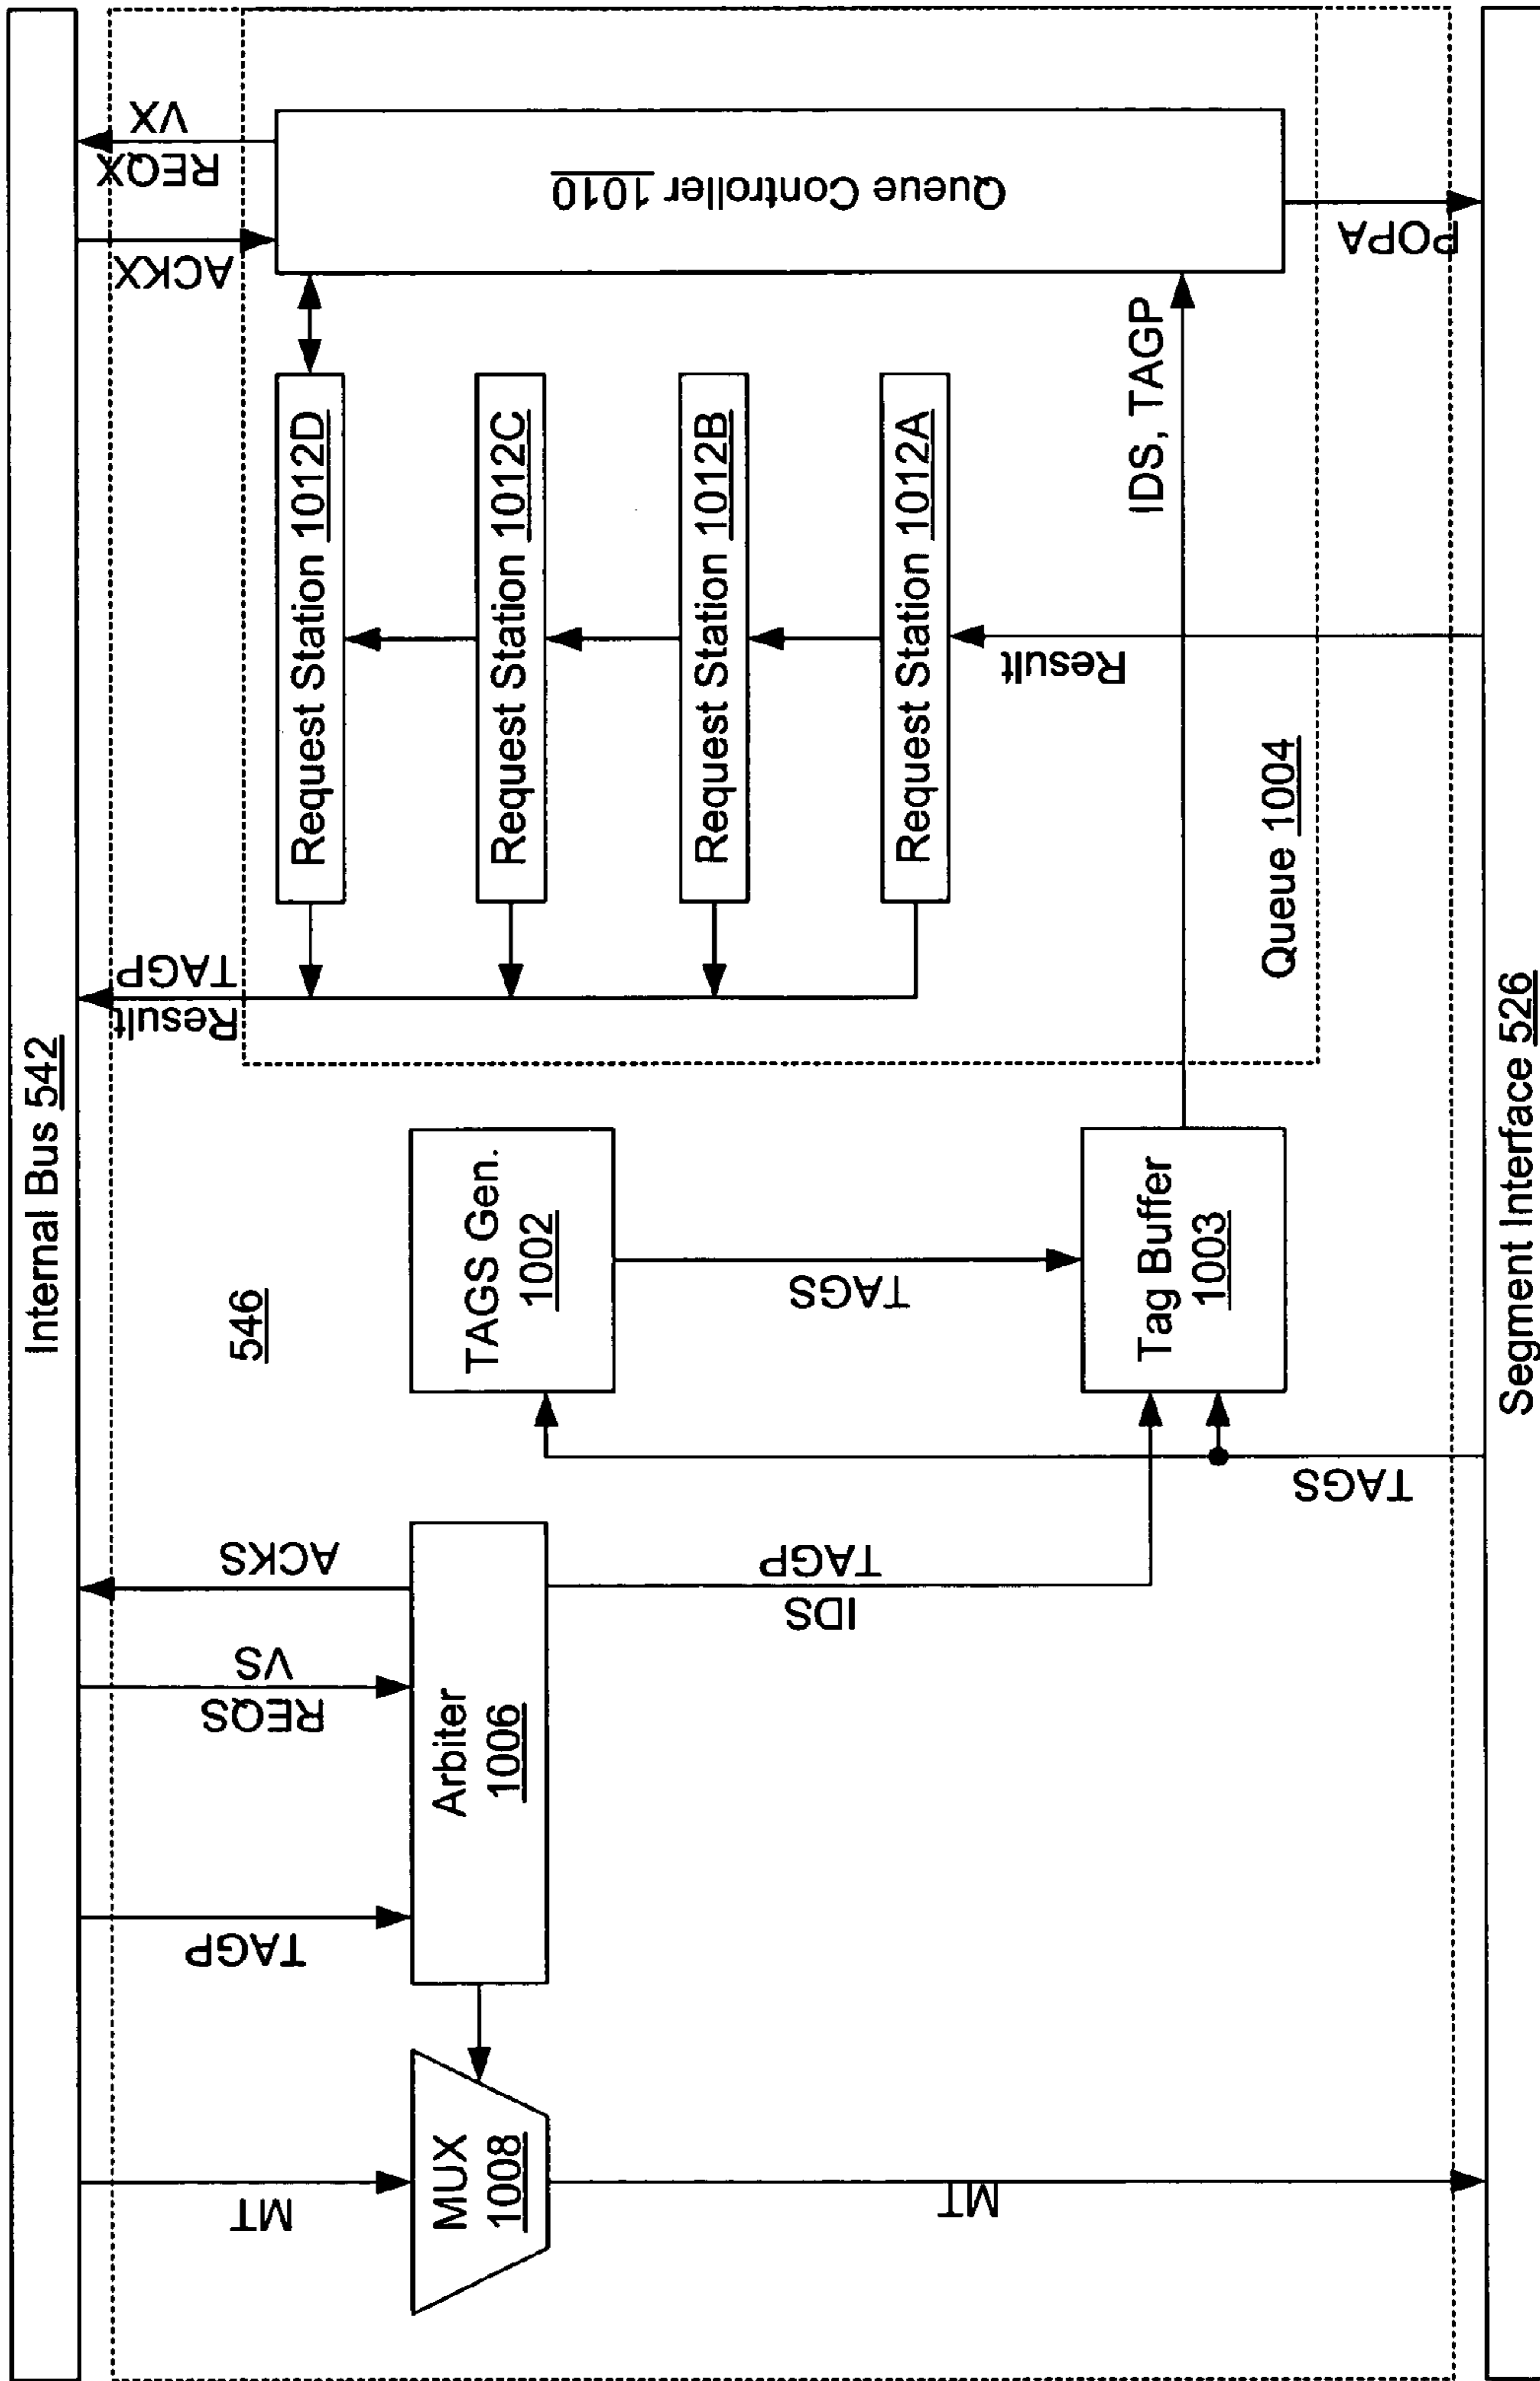 Internal Bus 542
546
MT
TAGP
REQS
VS
ACKS
Result
TAGP
ACKX
REQX
VX
MUX
1008
Arbiter
1006
TAGS Gen.
1002
Request Station 1012D
Request Station 1012C
Request Station 1012B
Request Station 1012A
Queue Controller 1010
IDS
TAGP
TAGS
Tag Buffer
1003
IDS, TAGP
Result
Queue 1004
MT
TAGS
POPA
Segment Interface 526